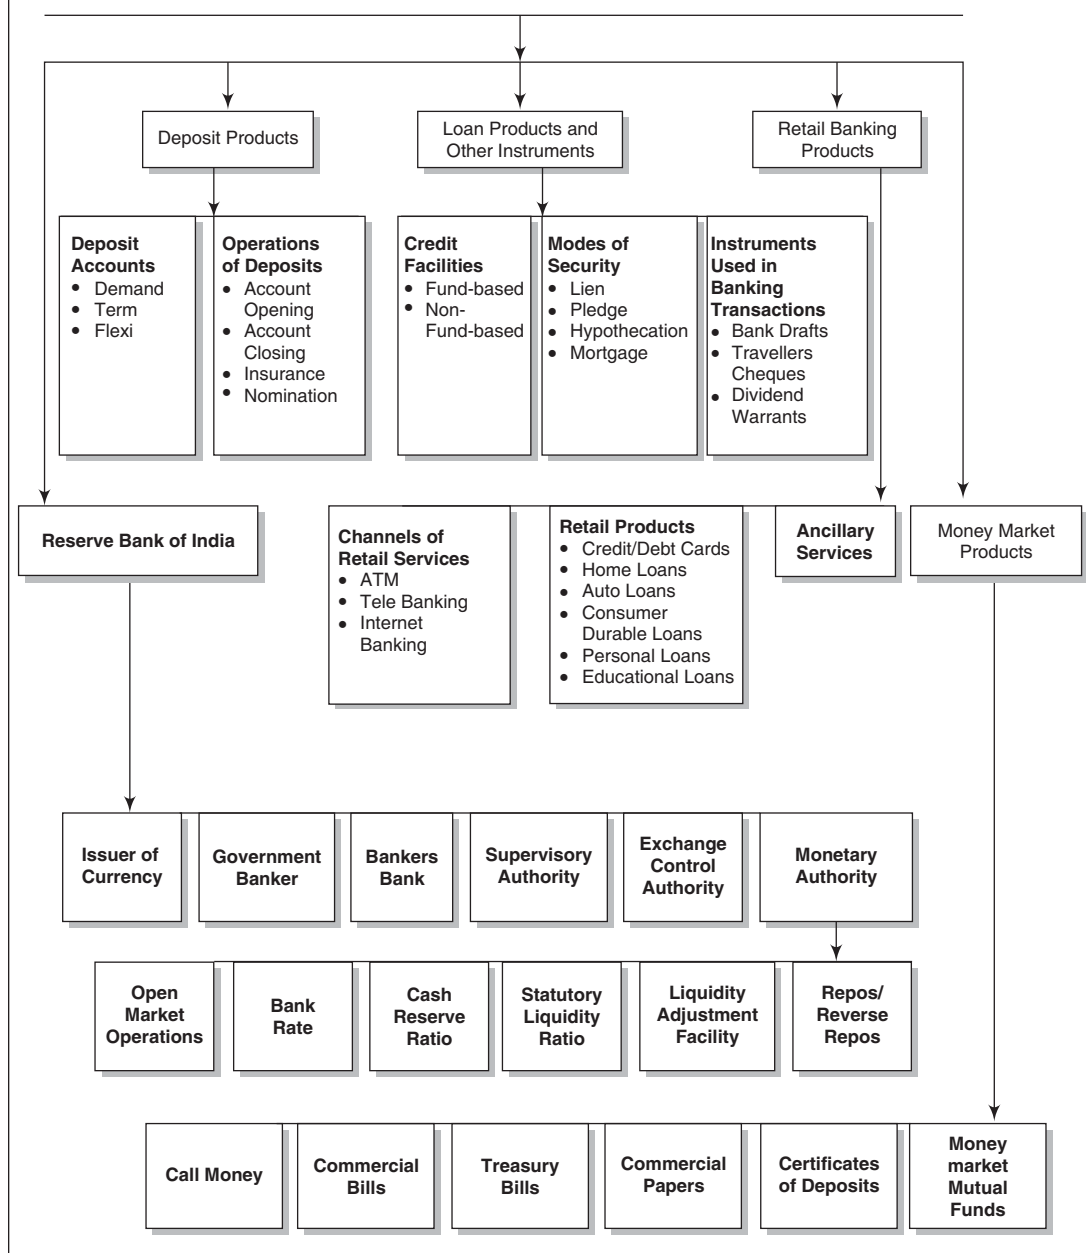 Deposit Products
Loan Products and
Other Instruments
Retail Banking
Products
Deposit
Accounts
• Demand
• Term
• Flexi
Operations
of Deposits
• Account
Opening
• Account
Closing
• Insurance
• Nomination
Credit
Facilities
• Fund-based
• Non-
Fund-based
Modes of
Security
• Lien
• Pledge
• Hypothecation
• Mortgage
Instruments
Used in
Banking
Transactions
• Bank Drafts
• Travellers
Cheques
• Dividend
Warrants
Reserve Bank of India
Channels of
Retail Services
• ATM
• Tele Banking
• Internet
Banking
Retail Products
• Credit/Debt Cards
• Home Loans
• Auto Loans
• Consumer
Durable Loans
• Personal Loans
• Educational Loans
Ancillary
Services
Money Market
Products
Issuer of
Currency
Government
Banker
Bankers
Bank
Supervisory
Authority
Exchange
Control
Authority
Monetary
Authority
Open
Market
Operations
Bank
Rate
Cash
Reserve
Ratio
Statutory
Liquidity
Ratio
Liquidity
Adjustment
Facility
Repos/
Reverse
Repos
Call Money
Commercial
Bills
Treasury
Bills
Commercial
Papers
Certificates
of Deposits
Money
market
Mutual
Funds